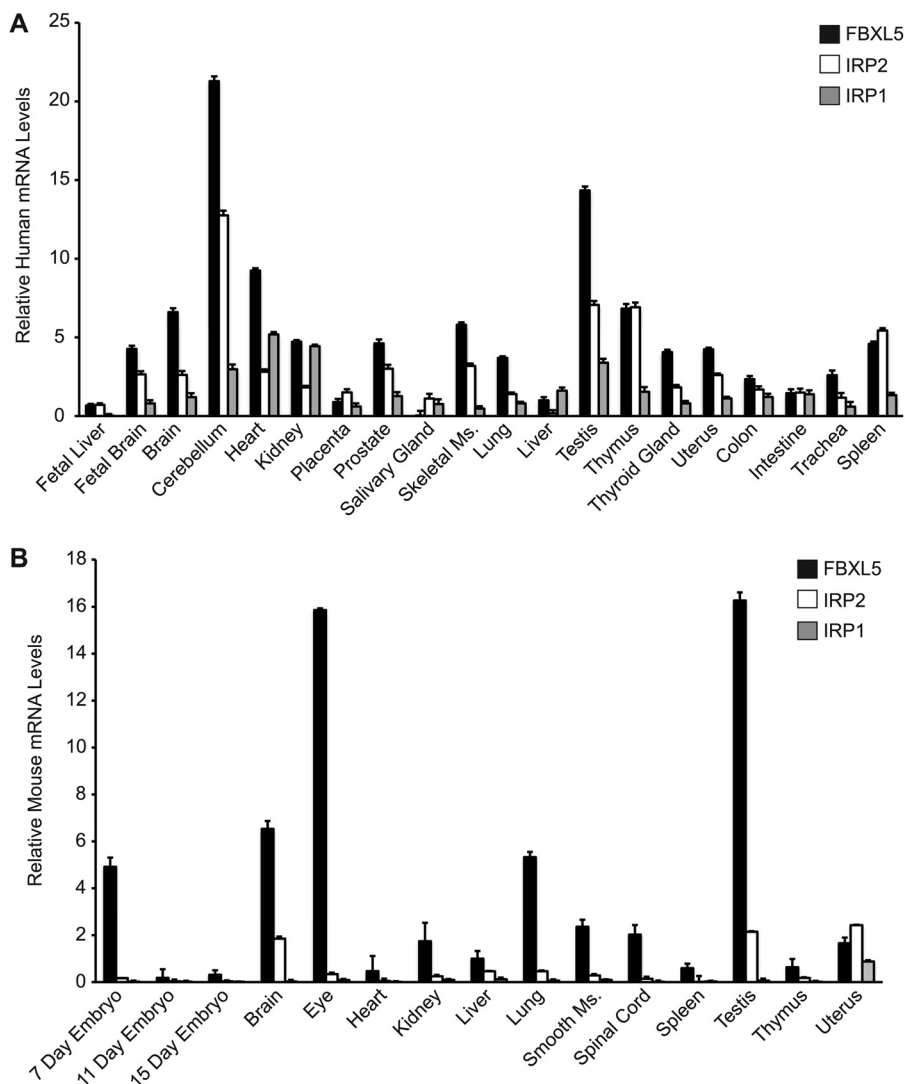 A
25
20
15
10
5
0
Relative Human mRNA Levels
FBXL5
IRP2
IRP1
Fetal Liver
Fetal Brain
Brain
Cerebellum
Heart
Kidney
Placenta
Prostate
Salivary Gland
Skeletal Ms.
Lung
Liver
Testis
Thymus
Thyroid Gland
Uterus
Colon
Intestine
Trachea
Spleen
B
18
16
14
12
10
8
6
4
2
0
Relative Mouse mRNA Levels
FBXL5
IRP2
IRP1
7 Day Embryo
11 Day Embryo
15 Day Embryo
Brain
Eye
Heart
Kidney
Liver
Lung
Smooth Ms.
Spinal Cord
Spleen
Testis
Thymus
Uterus